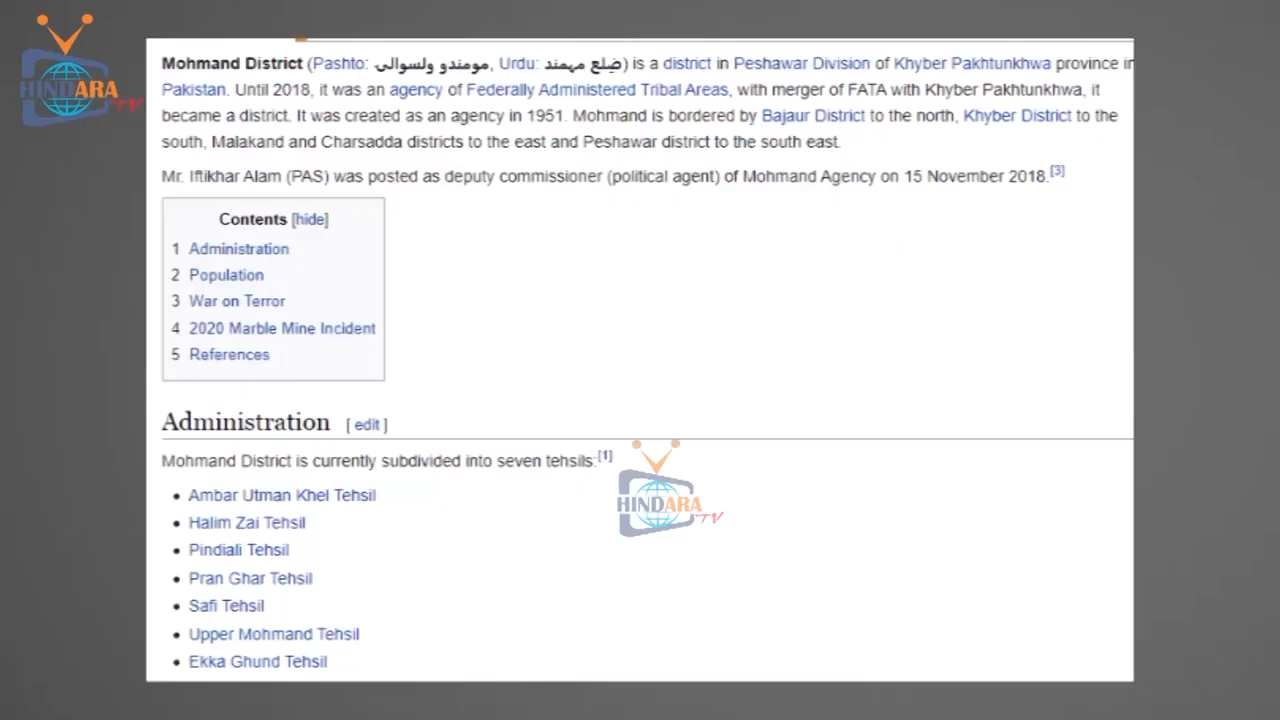 HINDARA TV
Mohmand District (Pashto: مومندو ولسوالۍ, Urdu: ضلع مہمند) is a district in Peshawar Division of Khyber Pakhtunkhwa province in
Pakistan. Until 2018, it was an agency of Federally Administered Tribal Areas, with merger of FATA with Khyber Pakhtunkhwa, it
became a district. It was created as an agency in 1951. Mohmand is bordered by Bajaur District to the north, Khyber District to the
south, Malakand and Charsadda districts to the east and Peshawar district to the south east.
Mr. Iftikhar Alam (PAS) was posted as deputy commissioner (political agent) of Mohmand Agency on 15 November 2018.[3]
Contents [hide]
1 Administration
2 Population
3 War on Terror
4 2020 Marble Mine Incident
5 References
Administration [ edit ]
Mohmand District is currently subdivided into seven tehsils:[1]
• Ambar Utman Khel Tehsil
HINDARA TV
• Halim Zai Tehsil
• Pindiali Tehsil
• Pran Ghar Tehsil
• Safi Tehsil
• Upper Mohmand Tehsil
• Ekka Ghund Tehsil